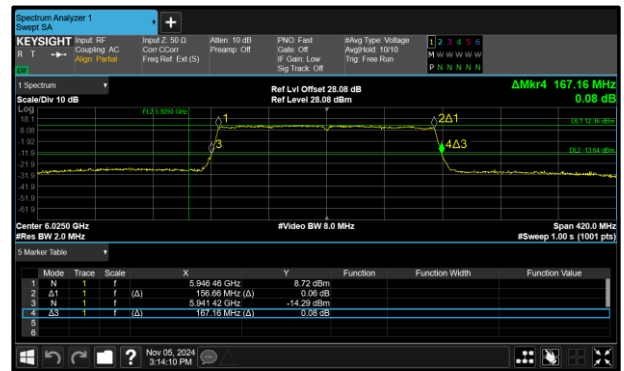 Spectrum Analyzer 1
Swept SA
+
KEYSIGHT
R T
LW
Input: RF
Coupling: AC
Align: Partial
Input Z: 50 Ω
Corr CCorr
Freq Ref: Ext (S)
Atten: 10 dB
Preamp: Off
PNO: Fast
Gate: Off
IF Gain: Low
Sig Track: Off
#Avg Type: Voltage
Avg|Hold: 10/10
Trig: Free Run
1 2 3 4 5 6
M W W W W W
P N N N N N
1 Spectrum
Scale/Div 10 dB
Ref Lvl Offset 28.08 dB
Ref Level 28.08 dBm
ΔMkr4 167.16 MHz
0.08 dB
Log
18.1
8.08
-1.92
-11.9
-21.9
-31.9
-41.9
-51.9
-61.9
FL2 5.9250 GHz
1
2Δ1
DL1 12.36 dBm
3
4Δ3
DL2 -13.64 dBm
Center 6.0250 GHz
#Res BW 2.0 MHz
#Video BW 8.0 MHz
Span 420.0 MHz
#Sweep 1.00 s (1001 pts)
5 Marker Table
Mode Trace Scale X Y Function Function Width Function Value
1 N 1 f 5.946 46 GHz 8.72 dBm
2 Δ1 1 f (Δ) 156.66 MHz (Δ) 0.06 dB
3 N 1 f 5.941 42 GHz -14.29 dBm
4 Δ3 1 f (Δ) 167.16 MHz (Δ) 0.08 dB
5
6
?
Nov 05, 2024
3:14:10 PM